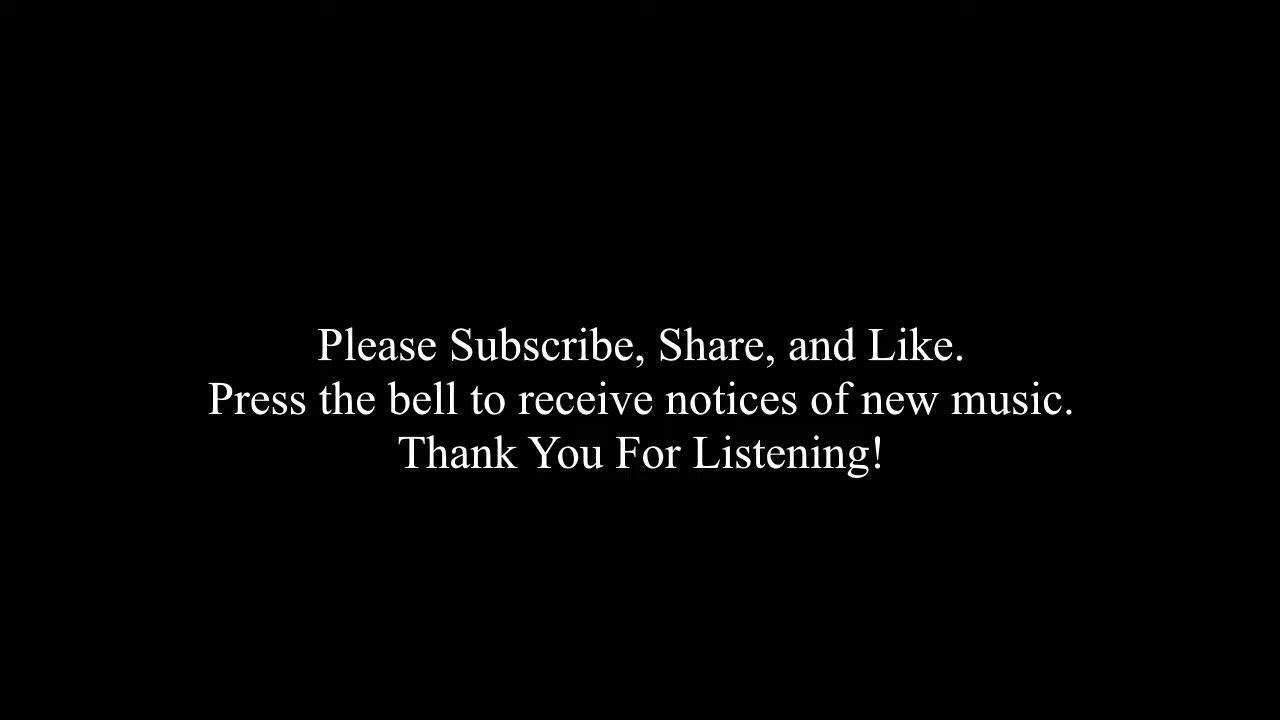 Please Subscribe, Share, and Like.
Press the bell to receive notices of new music.
Thank You For Listening!